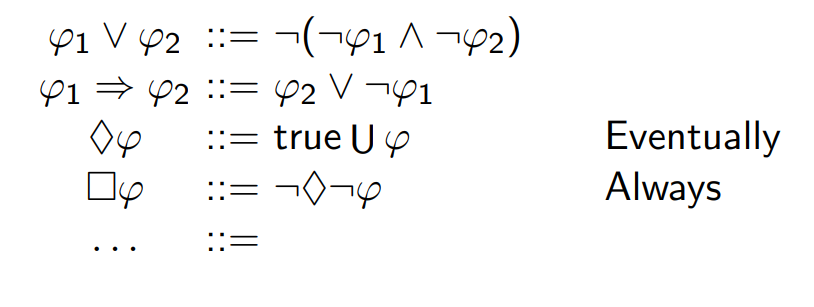 φ₁ ∨ φ₂ ::= ¬(¬φ₁ ∧ ¬φ₂)
φ₁ ⇒ φ₂ ::= φ₂ ∨ ¬φ₁
◊φ ::= true U φ Eventually
□φ ::= ¬◊¬φ Always
... ::=